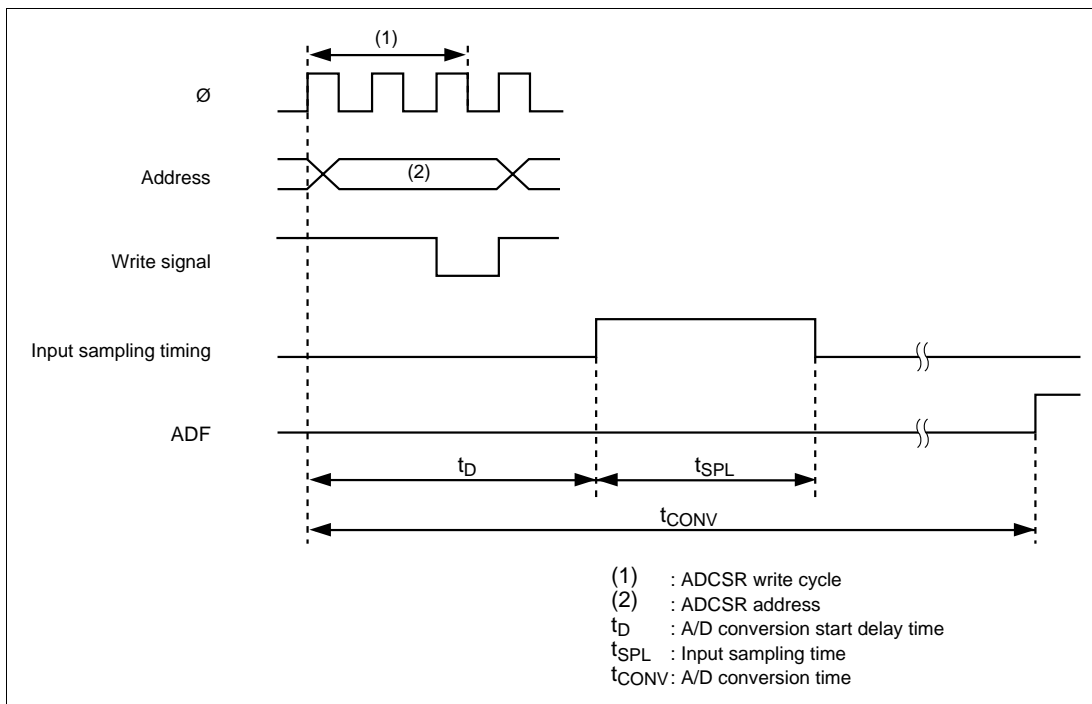 (1)
Ø
Address
(2)
Write signal
Input sampling timing
ADF
tD
tSPL
tCONV
(1) : ADCSR write cycle
(2) : ADCSR address
tD : A/D conversion start delay time
tSPL : Input sampling time
tCONV : A/D conversion time